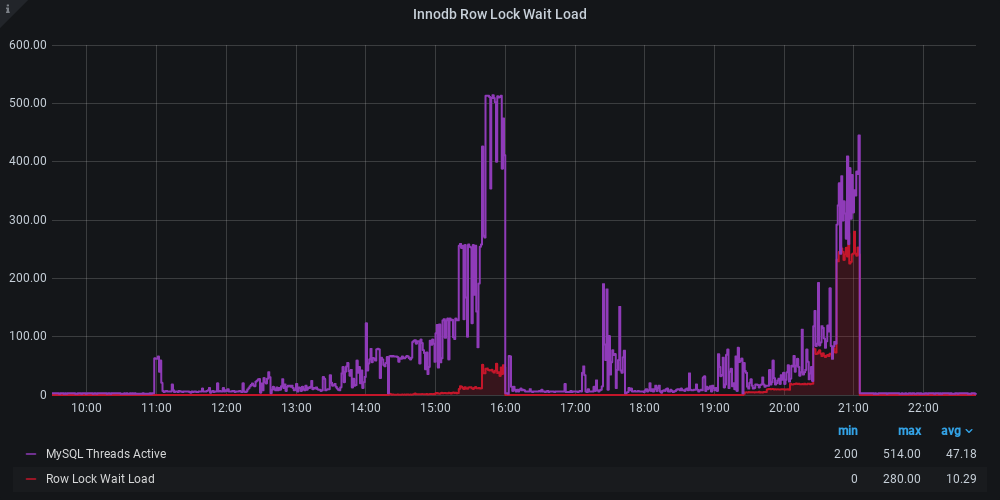 i
Innodb Row Lock Wait Load
600.00
500.00
400.00
300.00
200.00
100.00
0
10:00 11:00 12:00 13:00 14:00 15:00 16:00 17:00 18:00 19:00 20:00 21:00 22:00
min max avg
MySQL Threads Active 2.00 514.00 47.18
Row Lock Wait Load 0 280.00 10.29